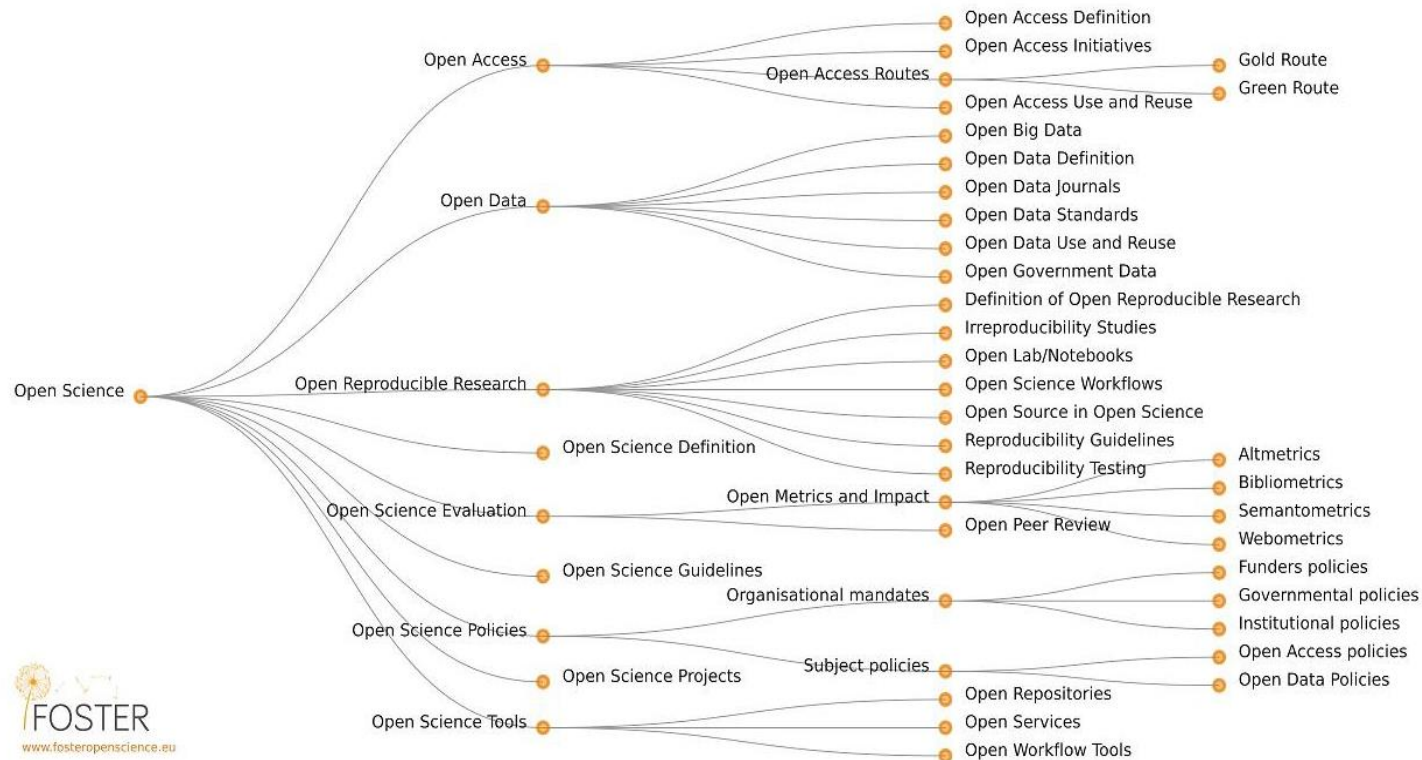 Open Science
Open Access
Open Access Definition
Open Access Initiatives
Open Access Routes
Gold Route
Green Route
Open Access Use and Reuse
Open Data
Open Big Data
Open Data Definition
Open Data Journals
Open Data Standards
Open Data Use and Reuse
Open Government Data
Open Reproducible Research
Definition of Open Reproducible Research
Irreproducibility Studies
Open Lab/Notebooks
Open Science Workflows
Open Source in Open Science
Reproducibility Guidelines
Reproducibility Testing
Open Science Definition
Open Science Evaluation
Open Metrics and Impact
Altmetrics
Bibliometrics
Semantometrics
Webometrics
Open Peer Review
Open Science Guidelines
Open Science Policies
Organisational mandates
Funders policies
Governmental policies
Institutional policies
Subject policies
Open Access policies
Open Data Policies
Open Science Projects
Open Science Tools
Open Repositories
Open Services
Open Workflow Tools
FOSTER
www.fosteropenscience.eu